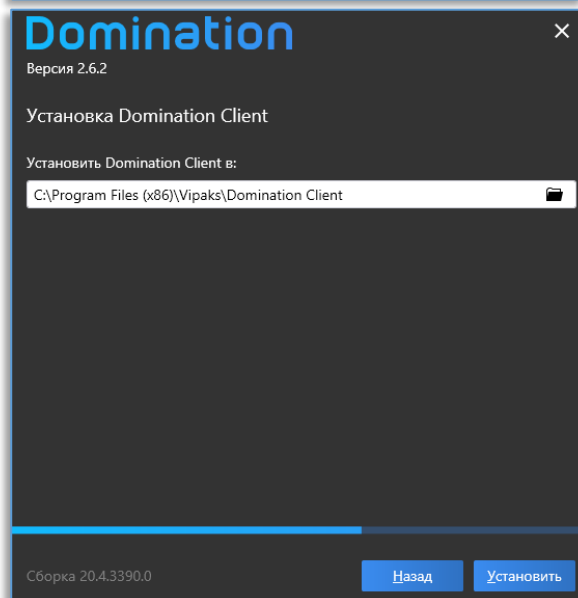 Domination
Версия 2.6.2
Установка Domination Client
Установить Domination Client в:
C:\Program Files (x86)\Vipaks\Domination Client
Сборка 20.4.3390.0
Назад
Установить